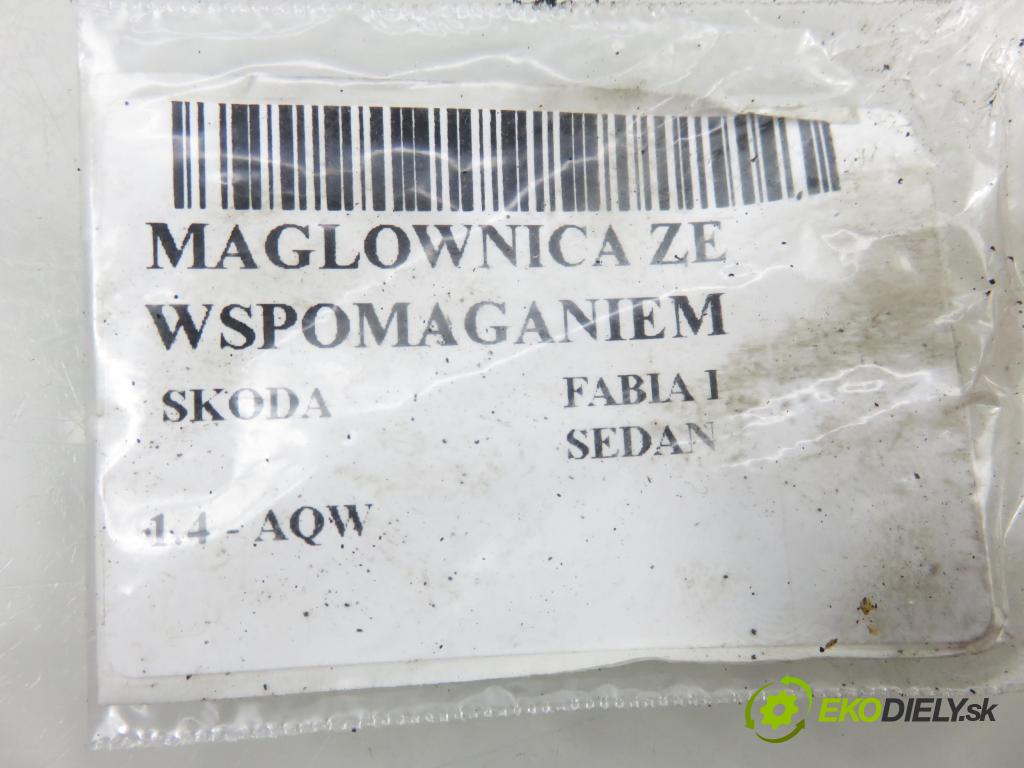 MAGLOWNICA ZE
WSPOMAGANIEM
SKODA
FABIA I
SEDAN
1.4 - AQW
EKODIELY.sk